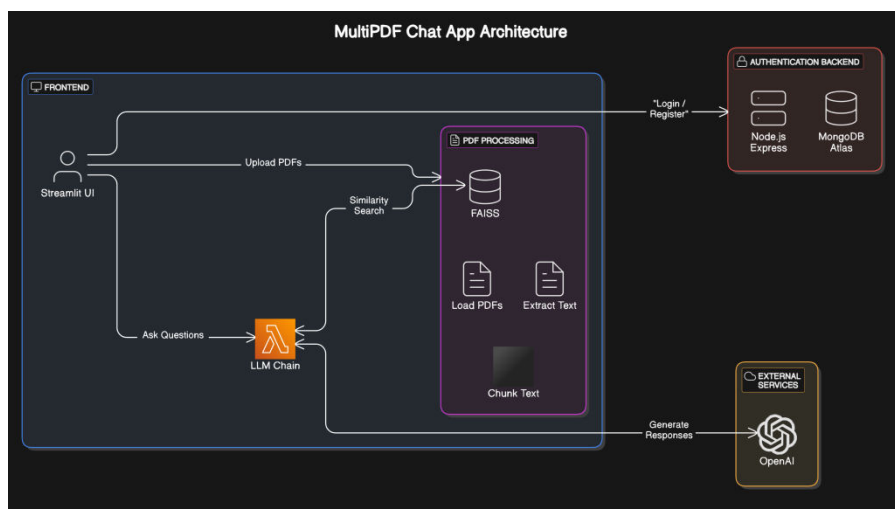 MultiPDF Chat App Architecture
FRONTEND
AUTHENTICATION BACKEND
"Login /
Register"
Node.js
Express
MongoDB
Atlas
PDF PROCESSING
Upload PDFs
Streamlit UI
Similarity
Search
FAISS
Load PDFs
Extract Text
Ask Questions
LLM Chain
Chunk Text
EXTERNAL
SERVICES
Generate
Responses
OpenAI